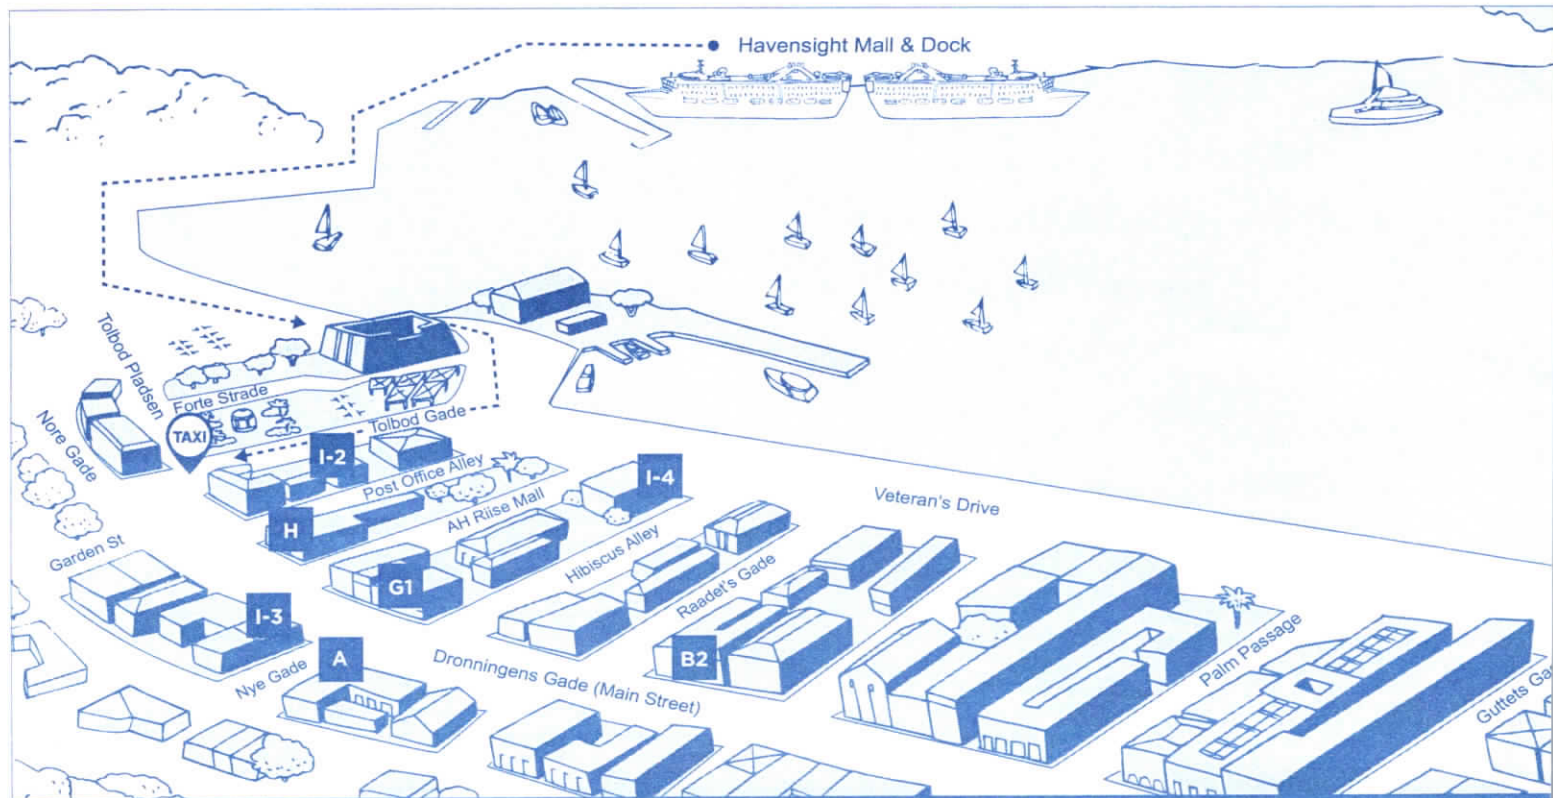 Havensight Mall & Dock
Tolbod Pladsen
Forte Strade
Nore Gade
TAXI
Tolbod Gade
I-2
Post Office Alley
I-4
Veteran's Drive
H
AH Riise Mall
Garden St
Hibiscus Alley
G1
Raadet's Gade
I-3
Palm Passage
A
B2
Nye Gade
Dronningens Gade (Main Street)
Guttets Ga